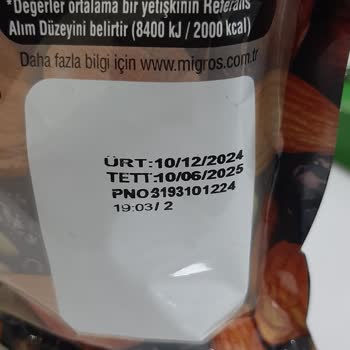 *Değerler ortalama bir yetişkinin Referans
Alım Düzeyini belirtir (8400 kJ / 2000 kcal)
Daha fazla bilgi için www.migros.com.tr
ÜRT:10/12/2024
TETT:10/06/2025
PNO3193101224
19:03/ 2